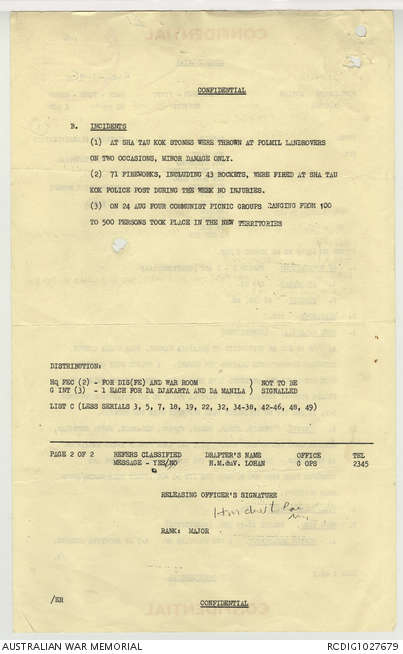 CONFIDENTIAL
B. INCIDENTS
(1) AT SHA TAU KOK STONES WERE THROWN AT POLMIL LANDROVERS
ON TWO OCCASIONS, MINOR DAMAGE ONLY.
(2) 71 FIREWORKS, INCLUDING 43 ROCKETS, WERE FIRED AT SHA TAU
KOK POLICE POST DURING THE WEEK NO INJURIES.
(3) ON 24 AUG FOUR COMMUNIST PICNIC GROUPS RANGING FROM 100
TO 500 PERSONS TOOK PLACE IN THE NEW TERRITORIES
DISTRIBUTION:
Hq FEC (2) - FOR DIS(FE) AND WAR ROOM ) NOT TO BE
G INT (3) - 1 EACH FOR DA DJAKARTA AND DA MANILA ) SIGNALLED
LIST C (LESS SERIALS 3, 5, 7, 18, 19, 22, 32, 34-38, 42-46, 48, 49)
PAGE 2 OF 2 REFERS CLASSIFIED DRAFTER'S NAME OFFICE TEL
MESSAGE - YES/NO H.M.duV. LOHAN G OPS 2345
RELEASING OFFICER'S SIGNATURE
RANK: MAJOR
/ER CONFIDENTIAL
AUSTRALIAN WAR MEMORIAL RCDIG1027679